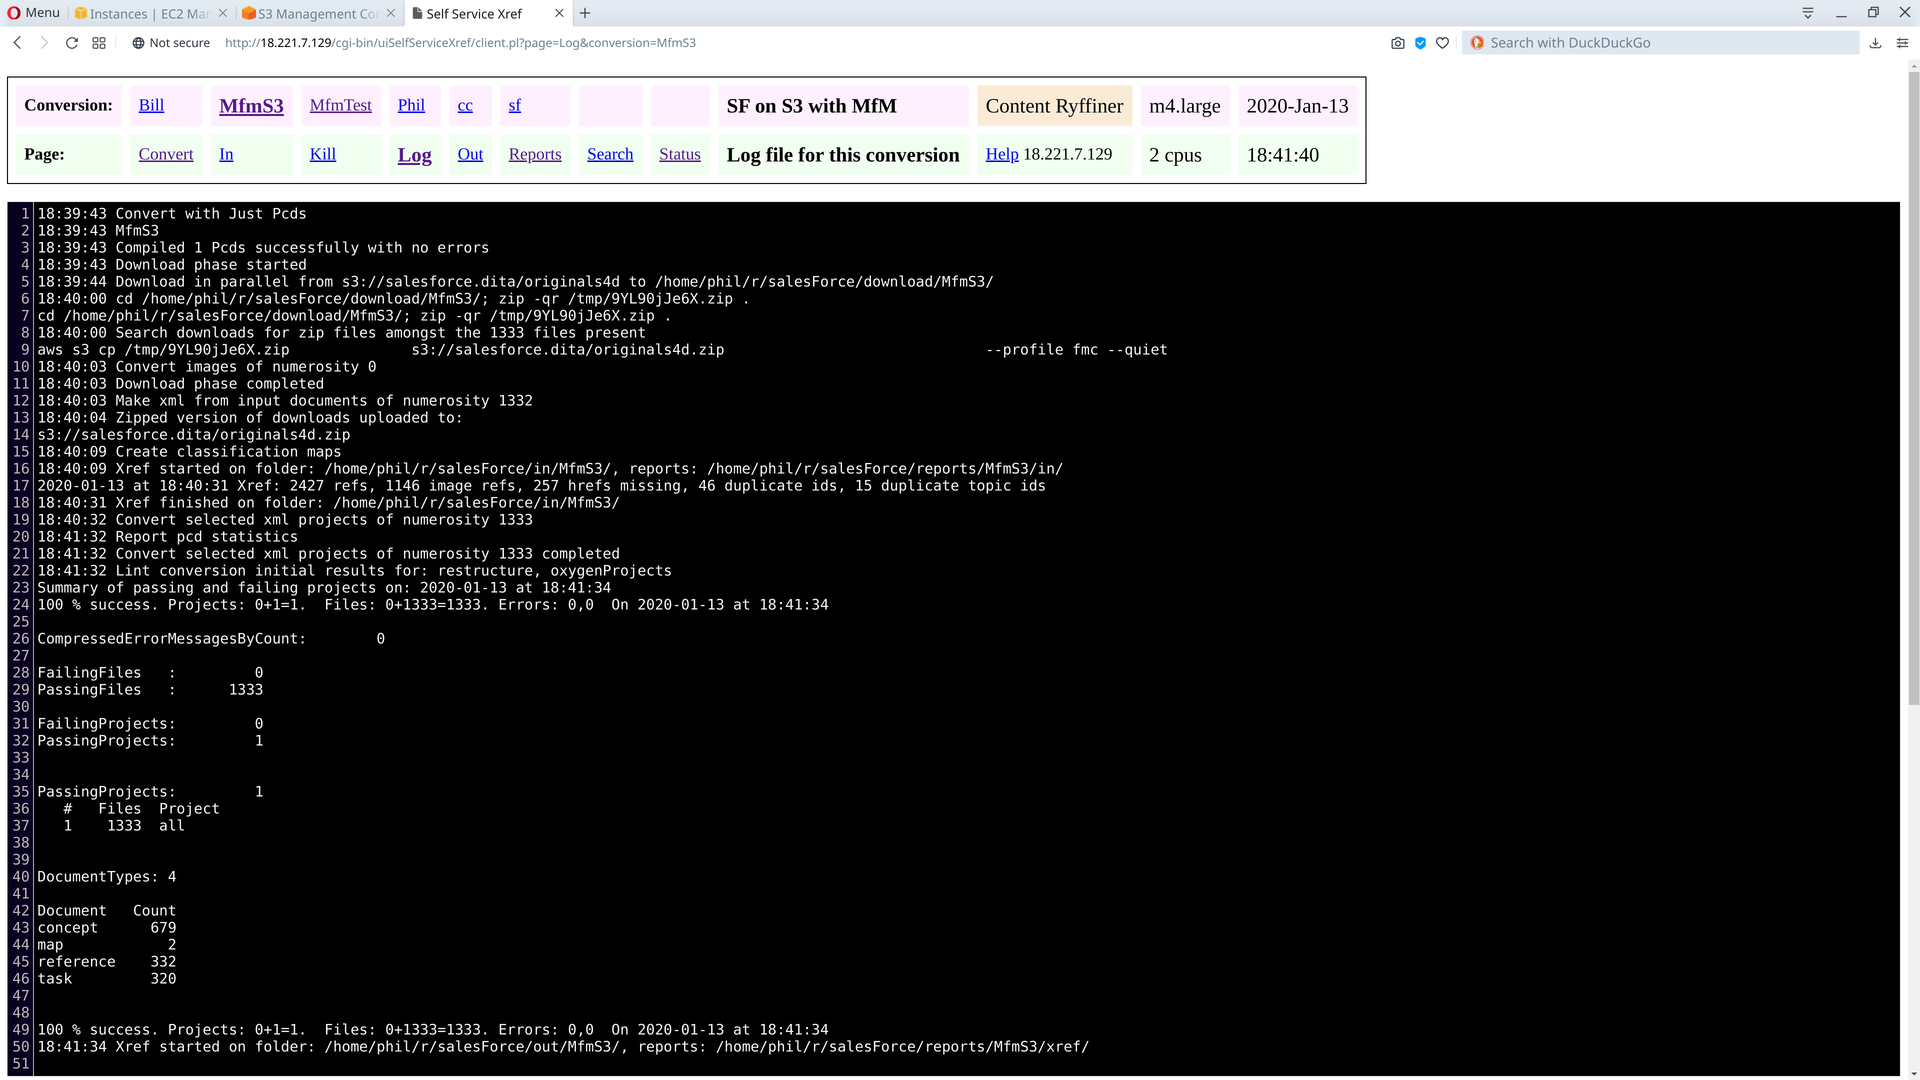 Menu Instances | EC2 Mar S3 Management Co Self Service Xref
Not secure http://18.221.7.129/cgi-bin/uiSelfServiceXref/client.pl?page=Log&conversion=MfmS3 Search with DuckDuckGo
Conversion: Bill MfmS3 MfmTest Phil cc sf SF on S3 with MfM Content Ryffiner m4.large 2020-Jan-13
Page: Convert In Kill Log Out Reports Search Status Log file for this conversion Help 18.221.7.129 2 cpus 18:41:40
1 18:39:43 Convert with Just Pcds
2 18:39:43 MfmS3
3 18:39:43 Compiled 1 Pcds successfully with no errors
4 18:39:43 Download phase started
5 18:39:44 Download in parallel from s3://salesforce.dita/originals4d to /home/phil/r/salesForce/download/MfmS3/
6 18:40:00 cd /home/phil/r/salesForce/download/MfmS3/; zip -qr /tmp/9YL90jJe6X.zip .
7 cd /home/phil/r/salesForce/download/MfmS3/; zip -qr /tmp/9YL90jJe6X.zip .
8 18:40:00 Search downloads for zip files amongst the 1333 files present
9 aws s3 cp /tmp/9YL90jJe6X.zip s3://salesforce.dita/originals4d.zip --profile fmc --quiet
10 18:40:03 Convert images of numerosity 0
11 18:40:03 Download phase completed
12 18:40:03 Make xml from input documents of numerosity 1332
13 18:40:04 Zipped version of downloads uploaded to:
14 s3://salesforce.dita/originals4d.zip
15 18:40:09 Create classification maps
16 18:40:09 Xref started on folder: /home/phil/r/salesForce/in/MfmS3/, reports: /home/phil/r/salesForce/reports/MfmS3/in/
17 2020-01-13 at 18:40:31 Xref: 2427 refs, 1146 image refs, 257 hrefs missing, 46 duplicate ids, 15 duplicate topic ids
18 18:40:31 Xref finished on folder: /home/phil/r/salesForce/in/MfmS3/
19 18:40:32 Convert selected xml projects of numerosity 1333
20 18:41:32 Report pcd statistics
21 18:41:32 Convert selected xml projects of numerosity 1333 completed
22 18:41:32 Lint conversion initial results for: restructure, oxygenProjects
23 Summary of passing and failing projects on: 2020-01-13 at 18:41:34
24 100 % success. Projects: 0+1=1. Files: 0+1333=1333. Errors: 0,0 On 2020-01-13 at 18:41:34
25
26 CompressedErrorMessagesByCount: 0
27
28 FailingFiles : 0
29 PassingFiles : 1333
30
31 FailingProjects: 0
32 PassingProjects: 1
33
34
35 PassingProjects: 1
36 # Files Project
37 1 1333 all
38
39
40 DocumentTypes: 4
41
42 Document Count
43 concept 679
44 map 2
45 reference 332
46 task 320
47
48
49 100 % success. Projects: 0+1=1. Files: 0+1333=1333. Errors: 0,0 On 2020-01-13 at 18:41:34
50 18:41:34 Xref started on folder: /home/phil/r/salesForce/out/MfmS3/, reports: /home/phil/r/salesForce/reports/MfmS3/xref/
51